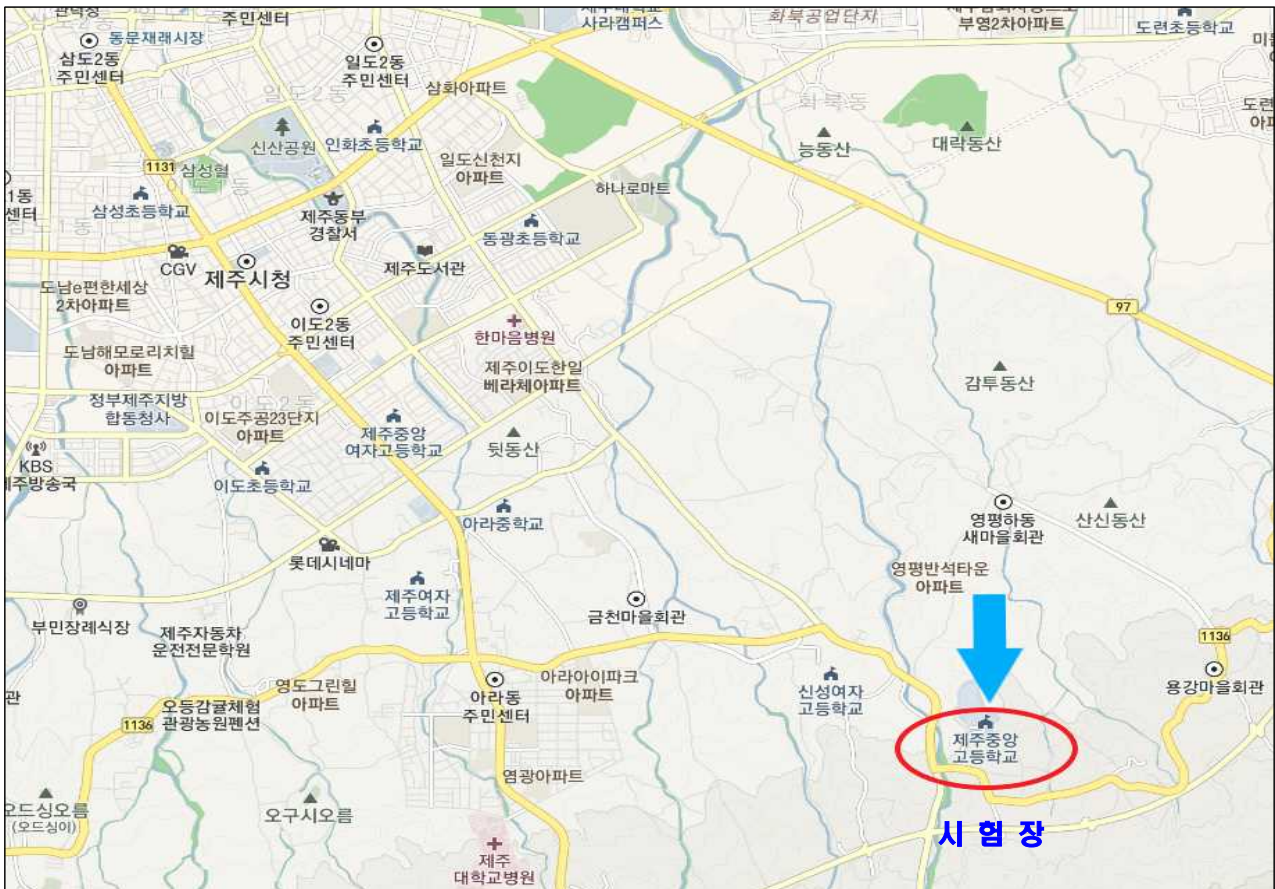 주민센터
동문재래시장
삼도2동
주민센터
일도2동
주민센터
일도2동
삼화아파트
사라캠퍼스
화북공업단지
부영2차아파트
도련초등학교
화북동
능동산
대락동산
신산공원
인화초등학교
일도신천지
아파트
하나로마트
1131
삼성혈
이도1동
삼성초등학교
제주동부
경찰서
동광초등학교
CGV
제주시청
제주도서관
도남e편한세상
2차아파트
이도2동
주민센터
한마음병원
97
도남해모로리치힐
아파트
제주이도한일
베라체아파트
감투동산
정부제주지방
합동청사
이도2동
이도주공23단지
아파트
제주중앙
여자고등학교
뒷동산
KBS
제주방송국
이도초등학교
아라중학교
영평하동
새마을회관
산신동산
롯데시네마
제주여자
고등학교
영평반석타운
아파트
금천마을회관
부민장례식장
제주자동차
운전전문학원
1136
용강마을회관
영도그린힐
아파트
아라동
주민센터
아라아이파크
아파트
신성여자
고등학교
1136
오등감귤체험
관광농원펜션
제주중앙
고등학교
염광아파트
오드싱오름
(오드싱이)
오구시오름
시 험 장
제주
대학교병원